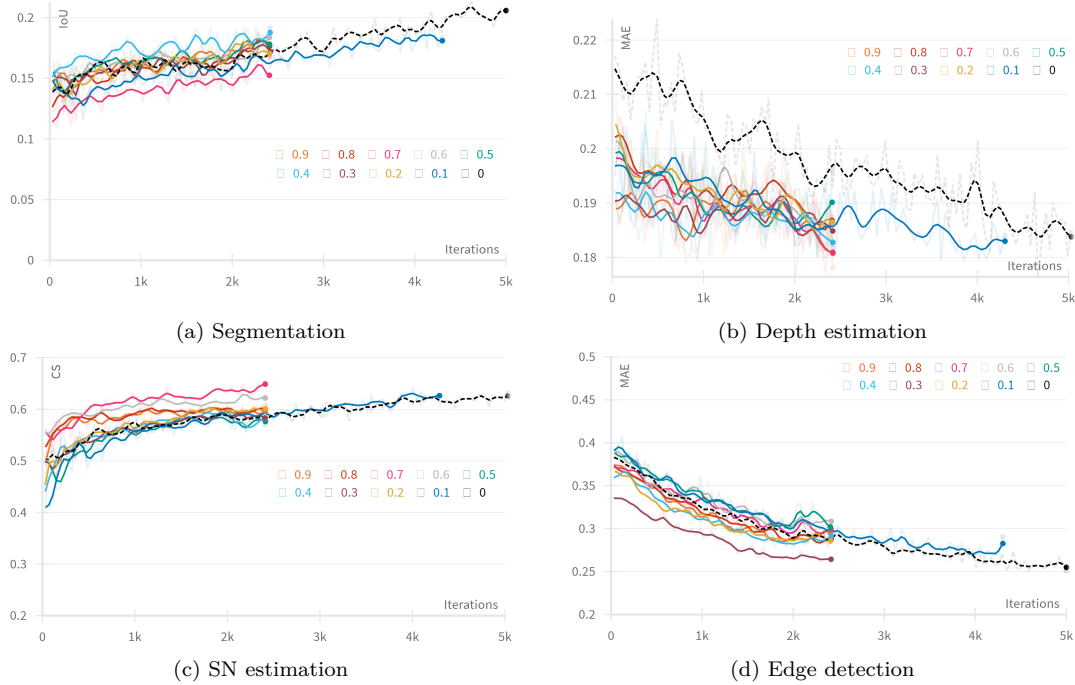 0.2
IoU
0.15
0.1
0.05
0
0.9 0.8 0.7 0.6 0.5
0.4 0.3 0.2 0.1 0
Iterations
0 1k 2k 3k 4k 5k
(a) Segmentation
MAE
0.22
0.21
0.2
0.19
0.18
0.9 0.8 0.7 0.6 0.5
0.4 0.3 0.2 0.1 0
Iterations
0 1k 2k 3k 4k 5k
(b) Depth estimation
0.7
CS
0.6
0.5
0.4
0.3
0.2
0.9 0.8 0.7 0.6 0.5
0.4 0.3 0.2 0.1 0
Iterations
0 1k 2k 3k 4k 5k
(c) SN estimation
0.5
MAE
0.45
0.4
0.35
0.3
0.25
0.2
0.9 0.8 0.7 0.6 0.5
0.4 0.3 0.2 0.1 0
Iterations
0 1k 2k 3k 4k 5k
(d) Edge detection